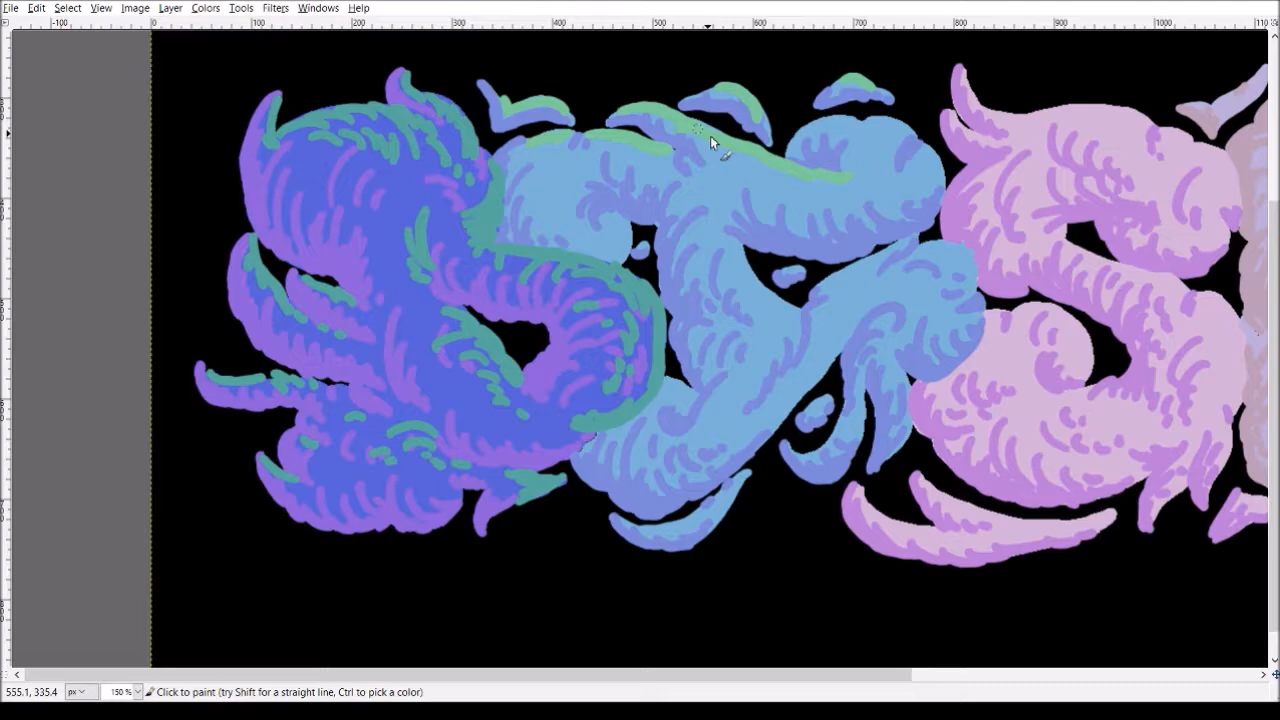 File Edit View Image Layer Colors Tools Filters Windows Help
-100 0 100 200 300 400 500 600 700 800 900 1000 110
555.1, 335.4 px 150 % Click to paint (try Shift for a straight line, Ctrl to pick a color)